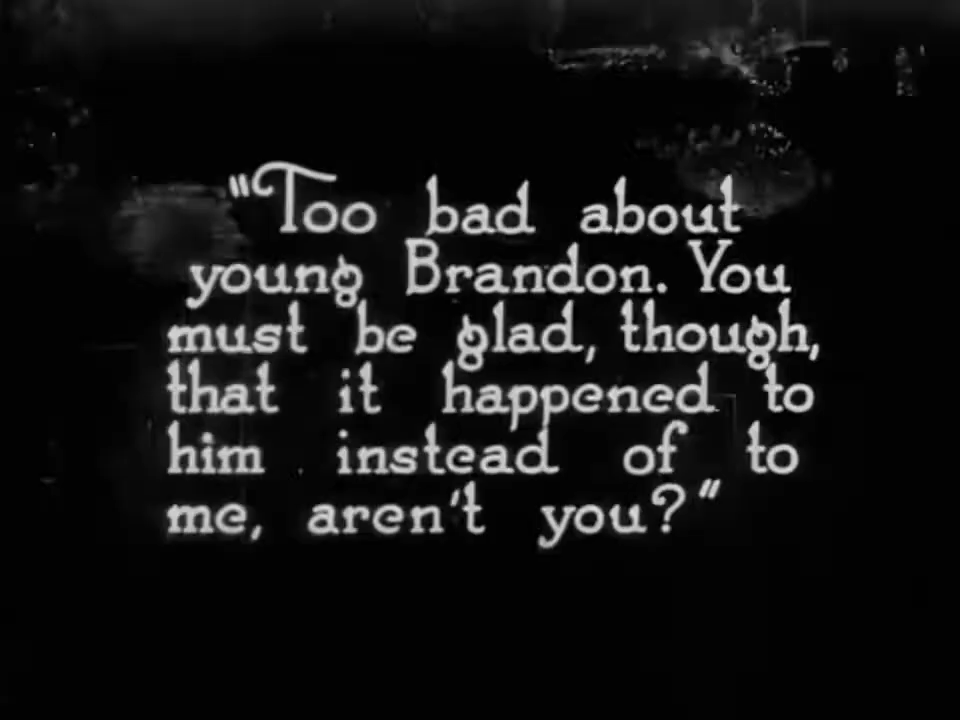 "Too bad about
young Brandon. You
must be glad, though,
that it happened to
him instead of to
me, aren't you?"